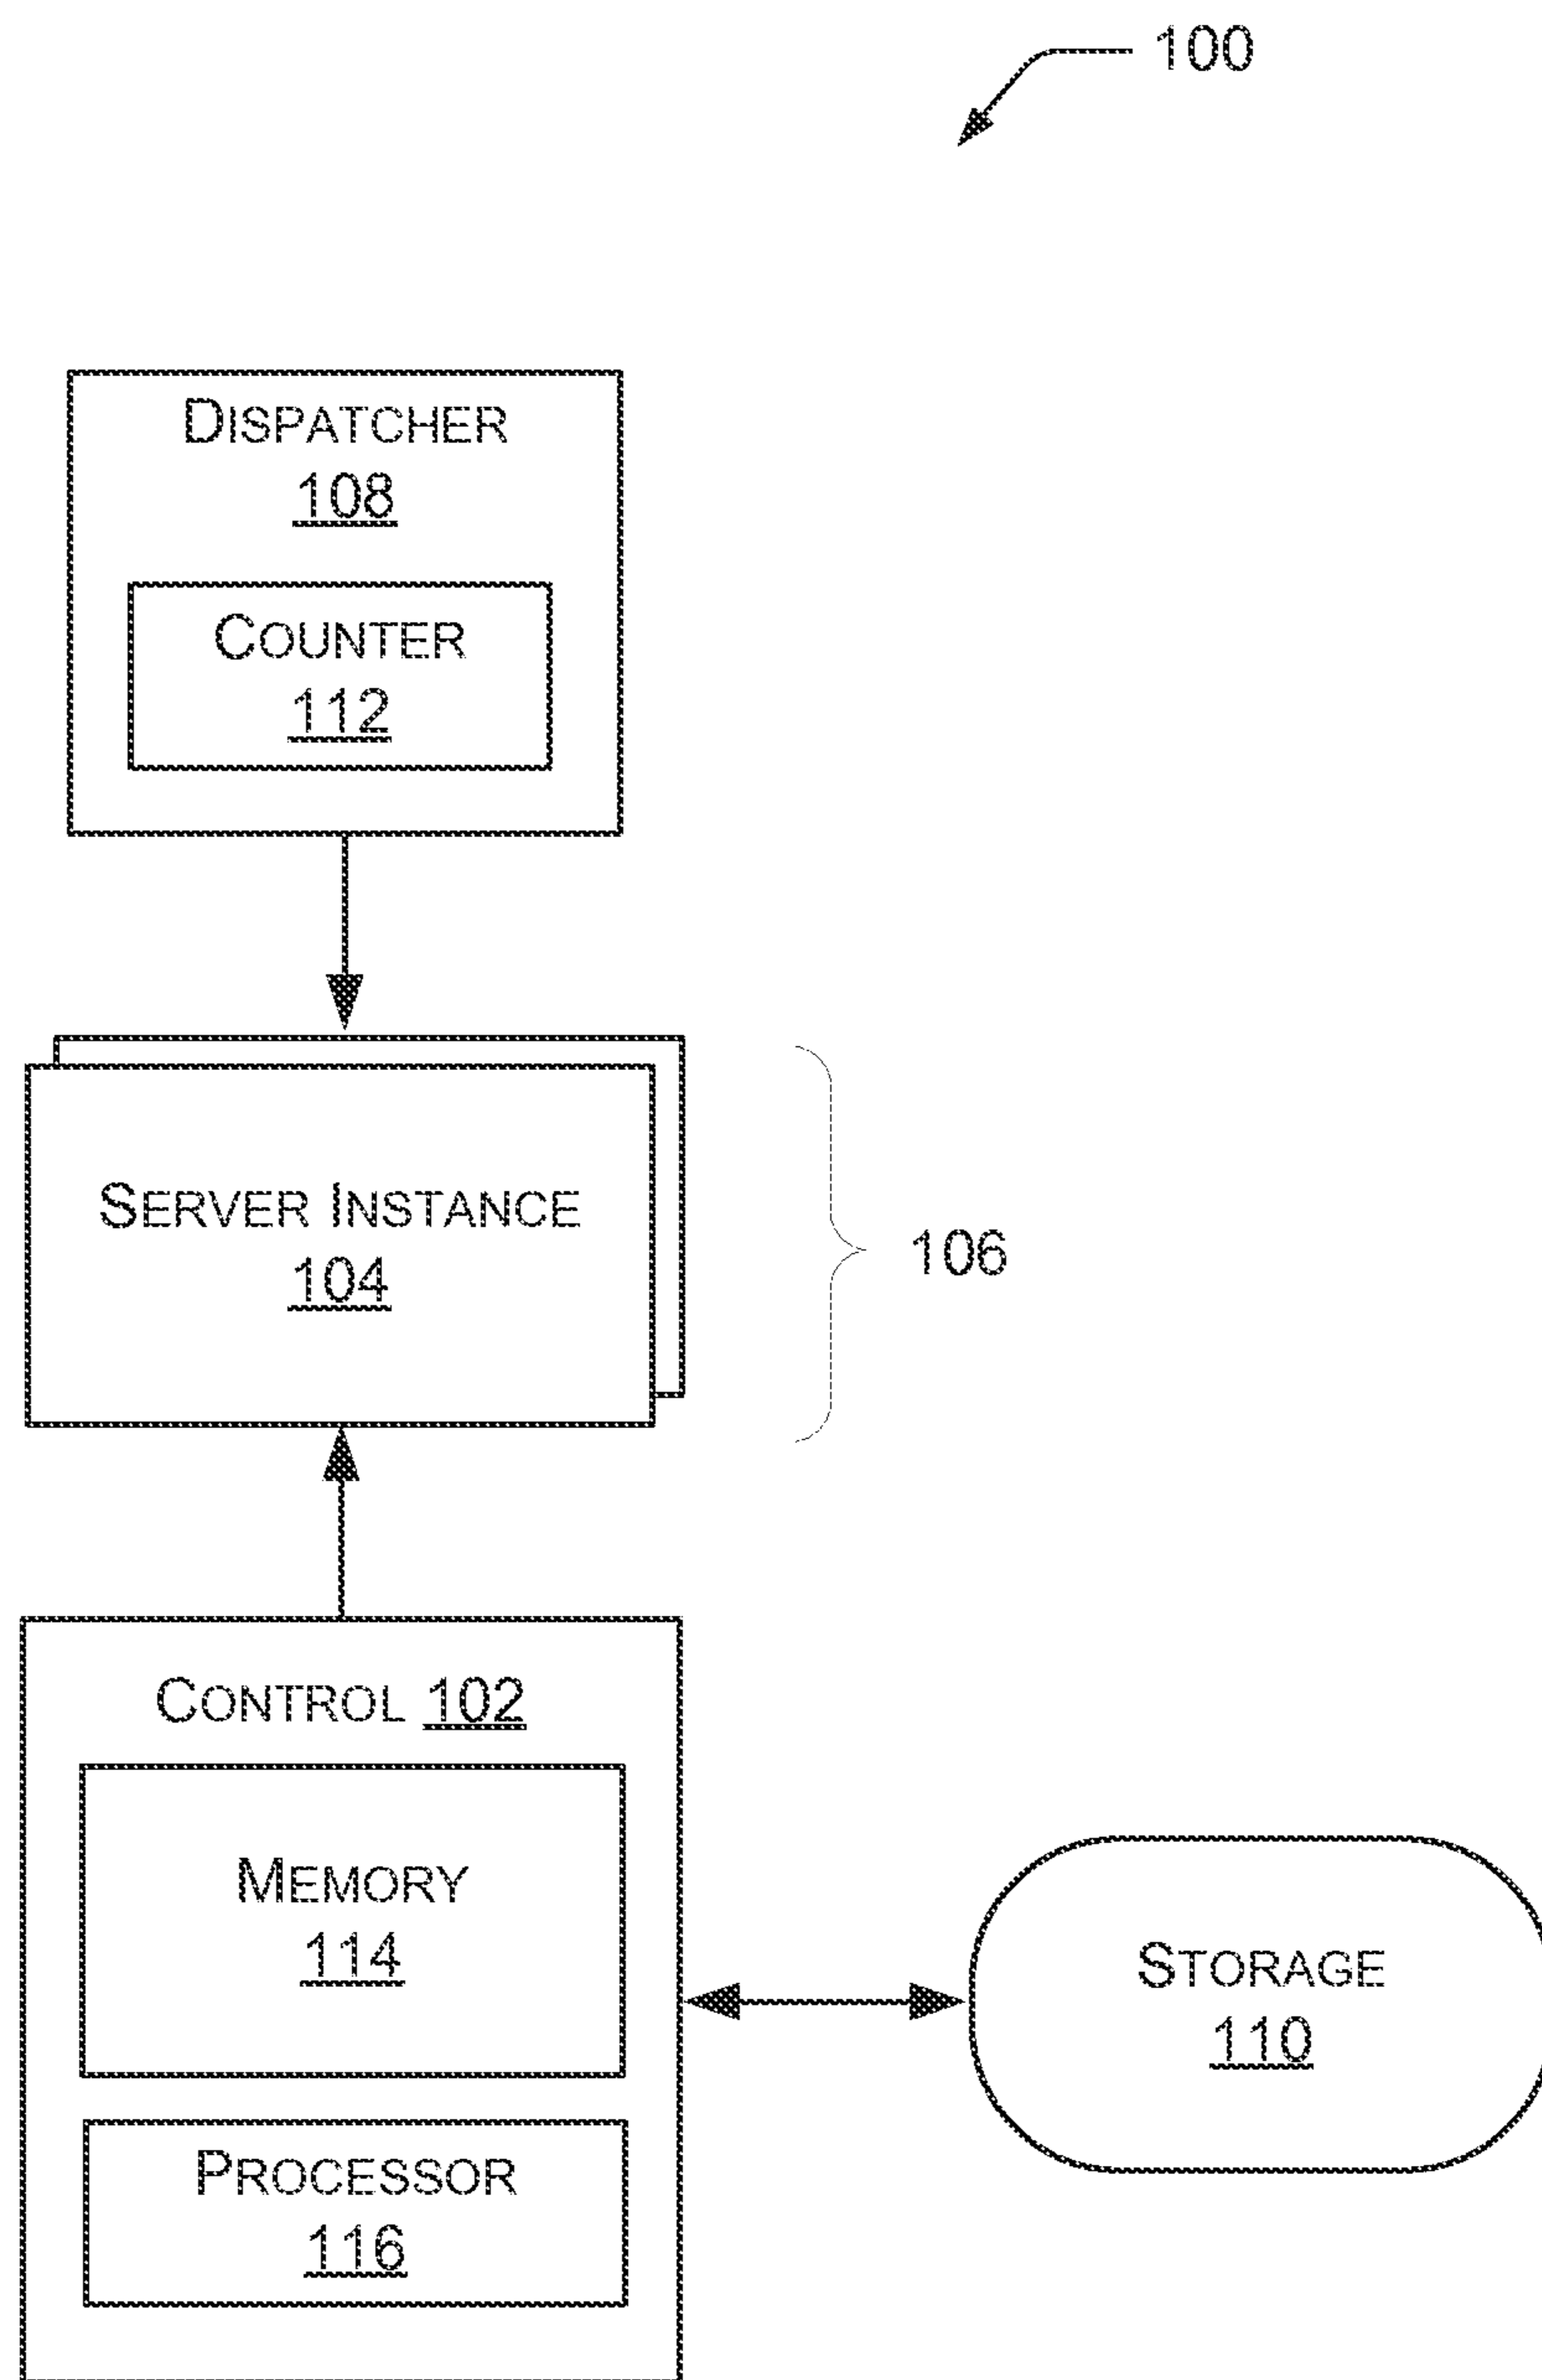 100
DISPATCHER
108
COUNTER
112
SERVER INSTANCE
104
106
CONTROL 102
MEMORY
114
STORAGE
110
PROCESSOR
116